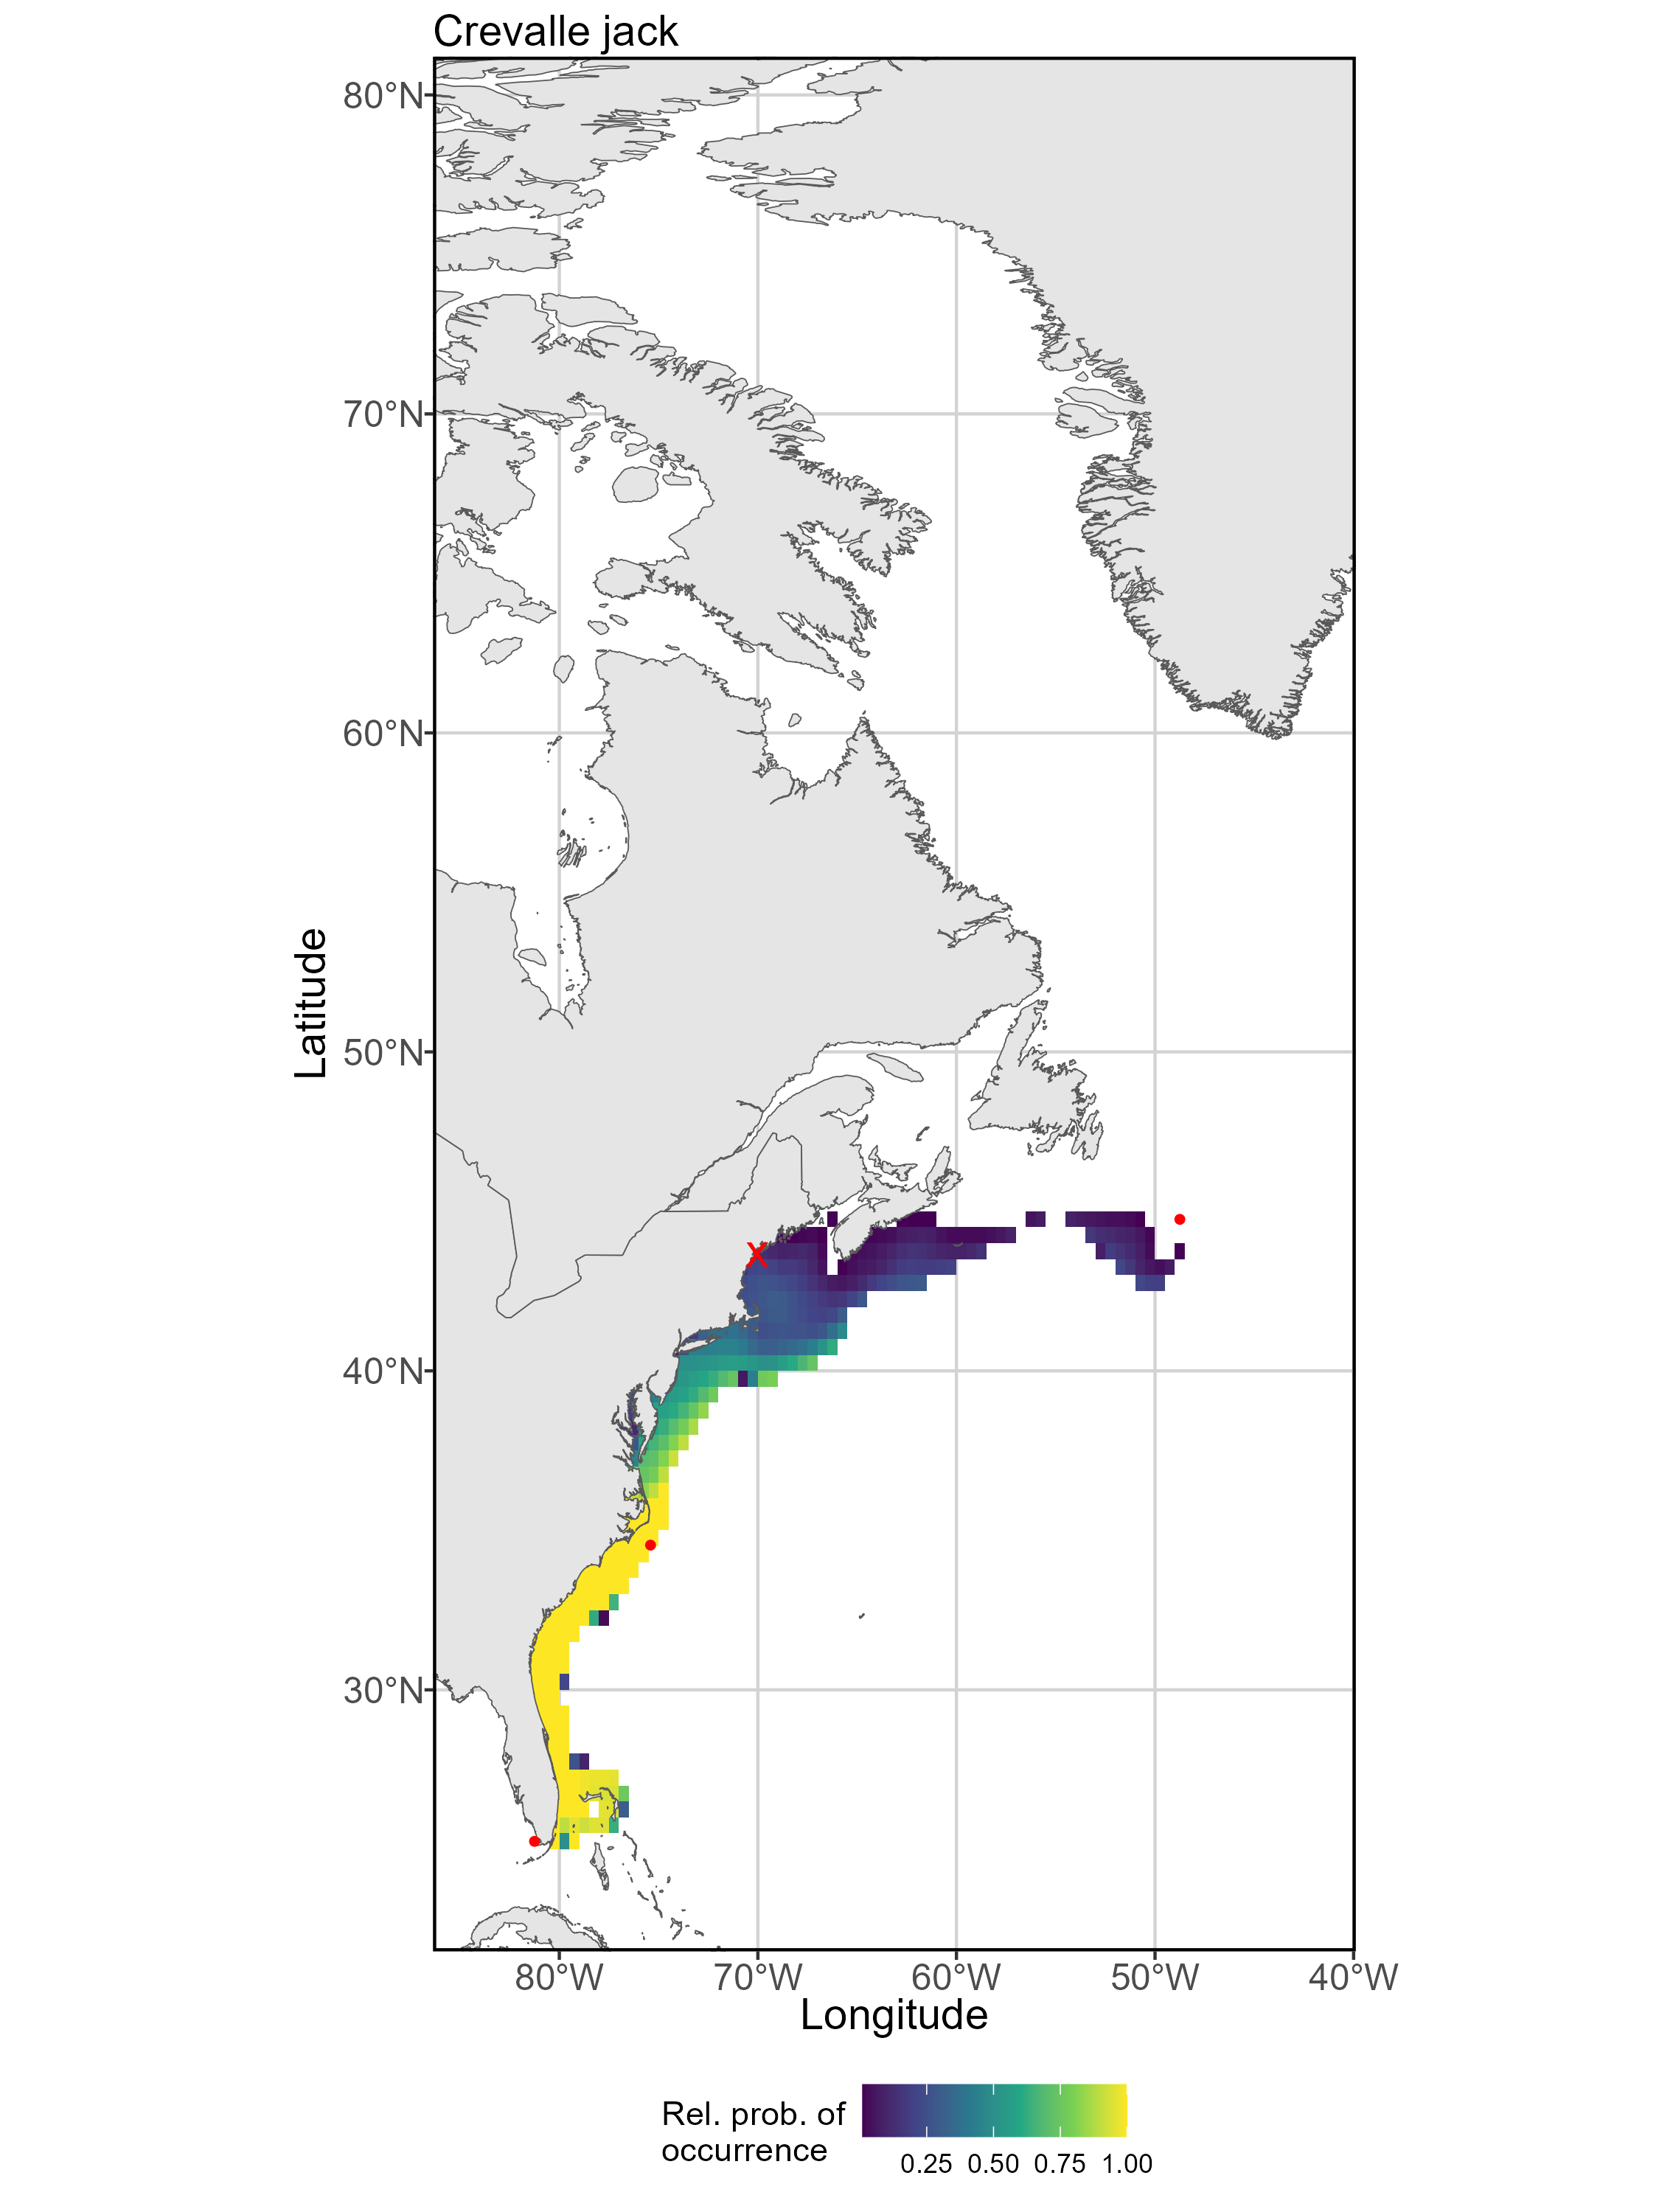 Crevalle jack
80°N
70°N
60°N
50°N
40°N
30°N
Latitude
X
80°W 70°W 60°W 50°W 40°W
Longitude
Rel. prob. of
occurrence
0.25 0.50 0.75 1.00